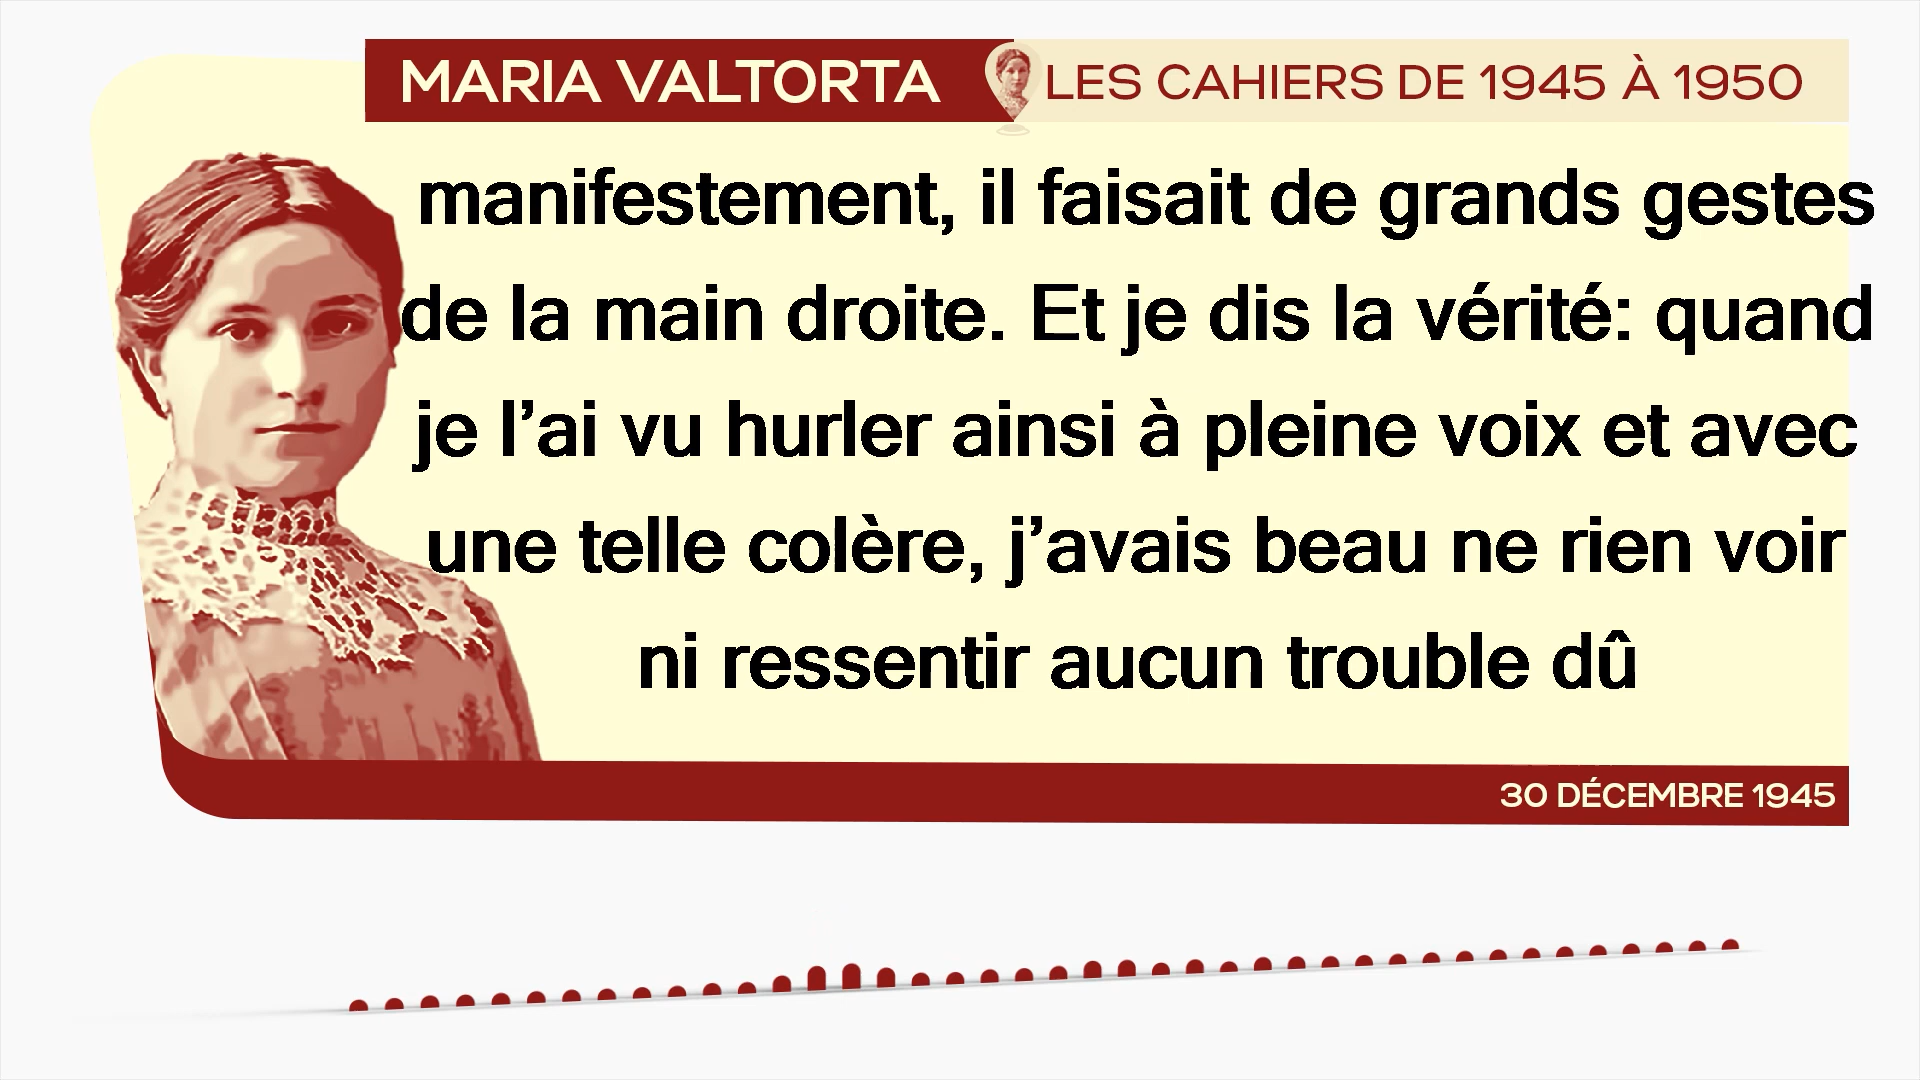 MARIA VALTORTA
LES CAHIERS DE 1945 À 1950
manifestement, il faisait de grands gestes
de la main droite. Et je dis la vérité: quand
je l’ai vu hurler ainsi à pleine voix et avec
une telle colère, j’avais beau ne rien voir
ni ressentir aucun trouble dû
30 DÉCEMBRE 1945